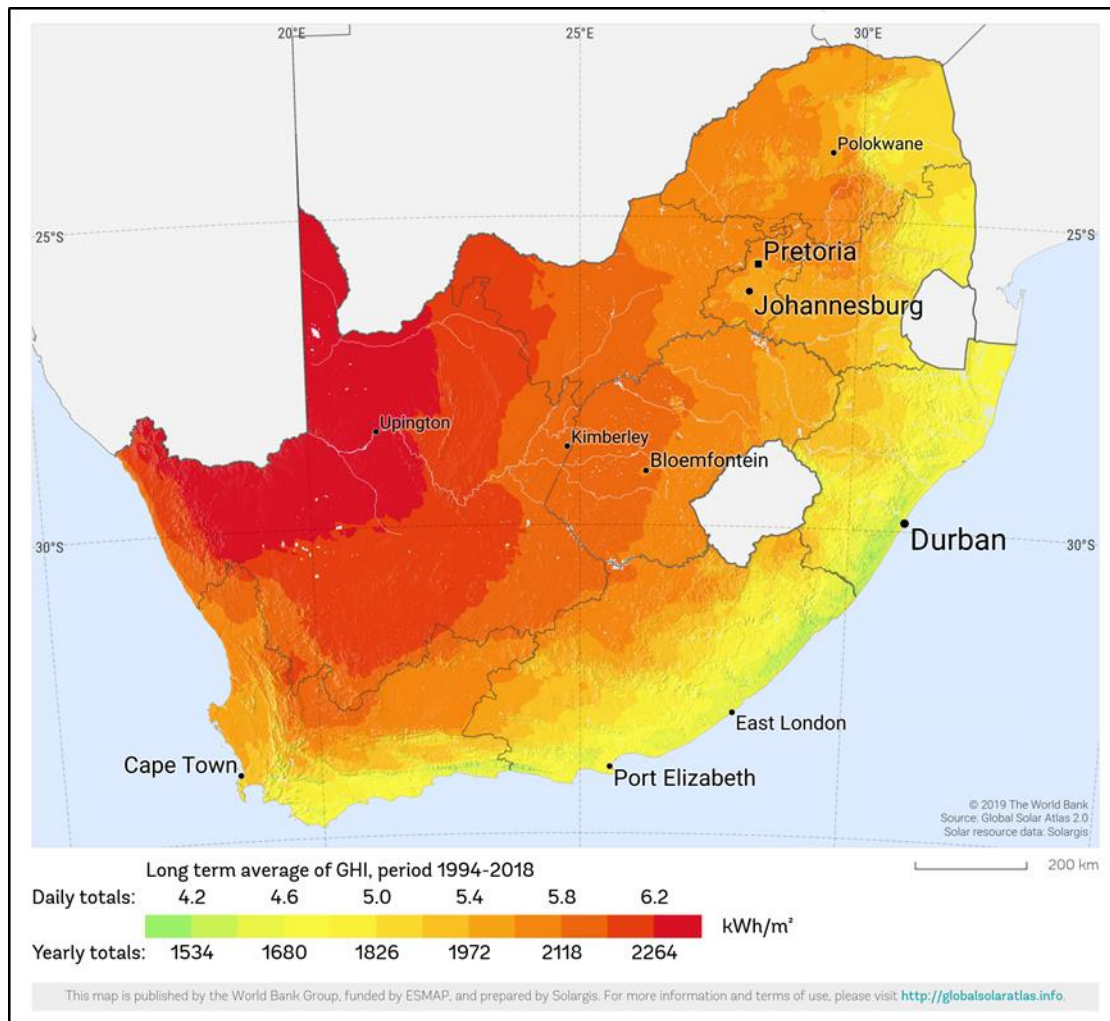 20°E 25°E 30°E
Polokwane
25°S 25°S
Pretoria
Johannesburg
Upington
Kimberley
Bloemfontein
30°S Durban 30°S
East London
Cape Town
Port Elizabeth
© 2019 The World Bank
Source: Global Solar Atlas 2.0
Solar resource data: Solargis
200 km
Long term average of GHI, period 1994-2018
Daily totals: 4.2 4.6 5.0 5.4 5.8 6.2
kWh/m²
Yearly totals: 1534 1680 1826 1972 2118 2264
This map is published by the World Bank Group, funded by ESMAP, and prepared by Solargis. For more information and terms of use, please visit http://globalsolaratlas.info.